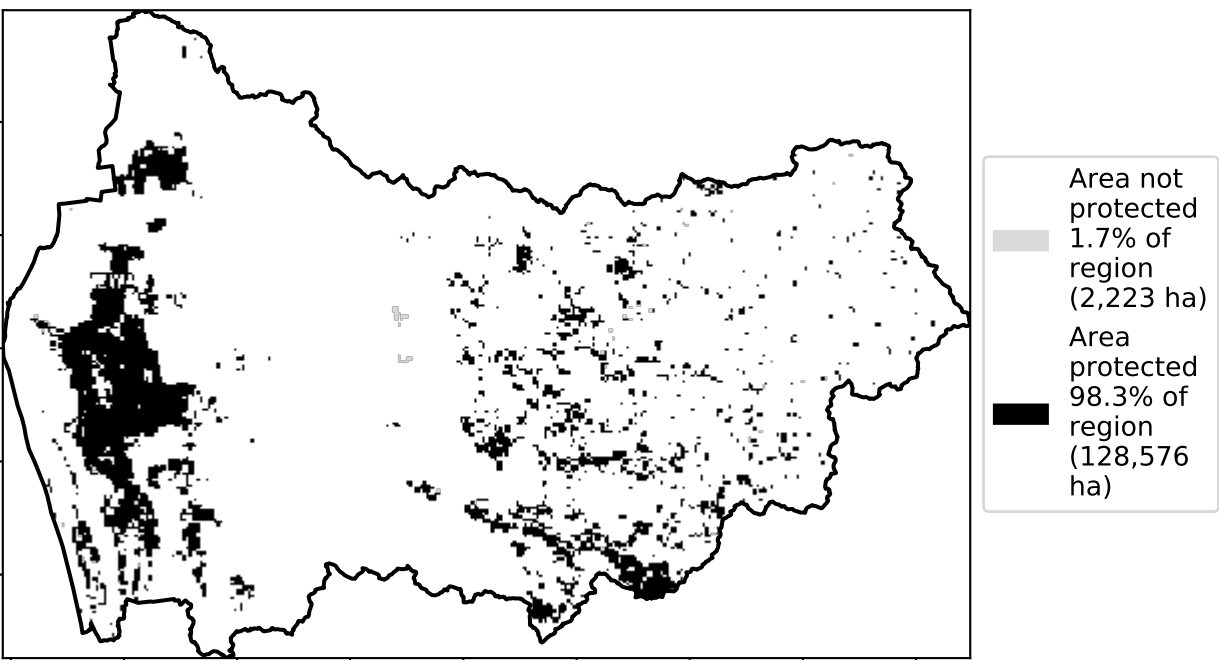 Area not
protected
1.7% of
region
(2,223 ha)
Area
protected
98.3% of
region
(128,576
ha)